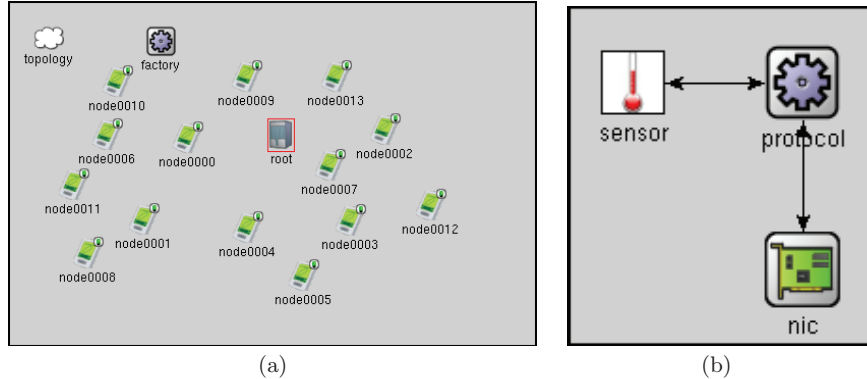 topology
factory
node0010
node0009
node0013
node0006
node0000
root
node0002
node0007
node0011
node0001
node0004
node0003
node0012
node0008
node0005
(a)
sensor
protocol
nic
(b)